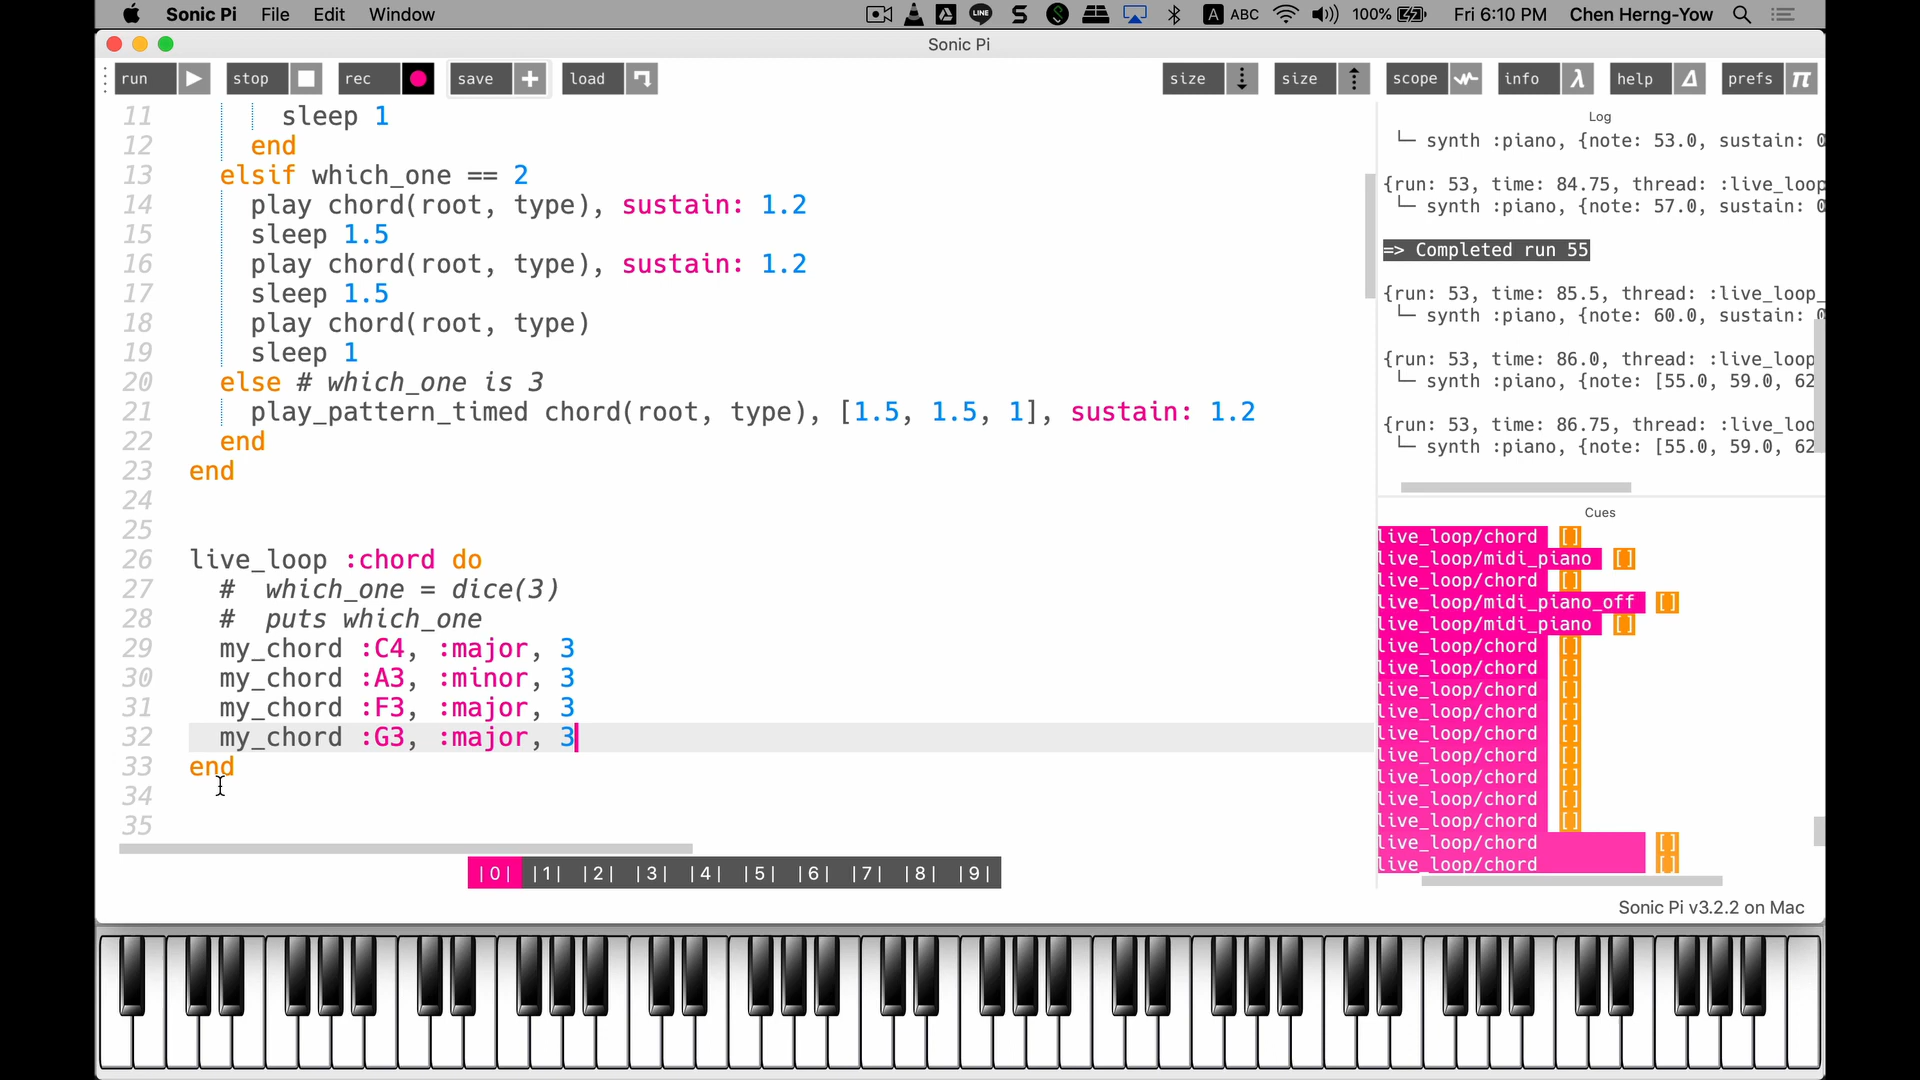 Sonic Pi File Edit Window LINE A ABC 100% Fri 6:10 PM Chen Herng-Yow
Sonic Pi
run stop rec save load size size scope info λ help prefs π
11 sleep 1
12 end
13 elsif which_one == 2
14 play chord(root, type), sustain: 1.2
15 sleep 1.5
16 play chord(root, type), sustain: 1.2
17 sleep 1.5
18 play chord(root, type)
19 sleep 1
20 else # which_one is 3
21 play_pattern_timed chord(root, type), [1.5, 1.5, 1], sustain: 1.2
22 end
23 end
24
25
26 live_loop :chord do
27 # which_one = dice(3)
28 # puts which_one
29 my_chord :C4, :major, 3
30 my_chord :A3, :minor, 3
31 my_chord :F3, :major, 3
32 my_chord :G3, :major, 3
33 end
34
35
|0| |1| |2| |3| |4| |5| |6| |7| |8| |9|
Log
└─ synth :piano, {note: 53.0, sustain: 0
{run: 53, time: 84.75, thread: :live_loop
└─ synth :piano, {note: 57.0, sustain: 0
=> Completed run 55
{run: 53, time: 85.5, thread: :live_loop_
└─ synth :piano, {note: 60.0, sustain: 0
{run: 53, time: 86.0, thread: :live_loop
└─ synth :piano, {note: [55.0, 59.0, 62
{run: 53, time: 86.75, thread: :live_loo
└─ synth :piano, {note: [55.0, 59.0, 62
Cues
live_loop/chord []
live_loop/midi_piano []
live_loop/chord []
live_loop/midi_piano_off []
live_loop/midi_piano []
live_loop/chord []
live_loop/chord []
live_loop/chord []
live_loop/chord []
live_loop/chord []
live_loop/chord []
live_loop/chord []
live_loop/chord []
live_loop/chord []
live_loop/chord []
live_loop/chord []
Sonic Pi v3.2.2 on Mac